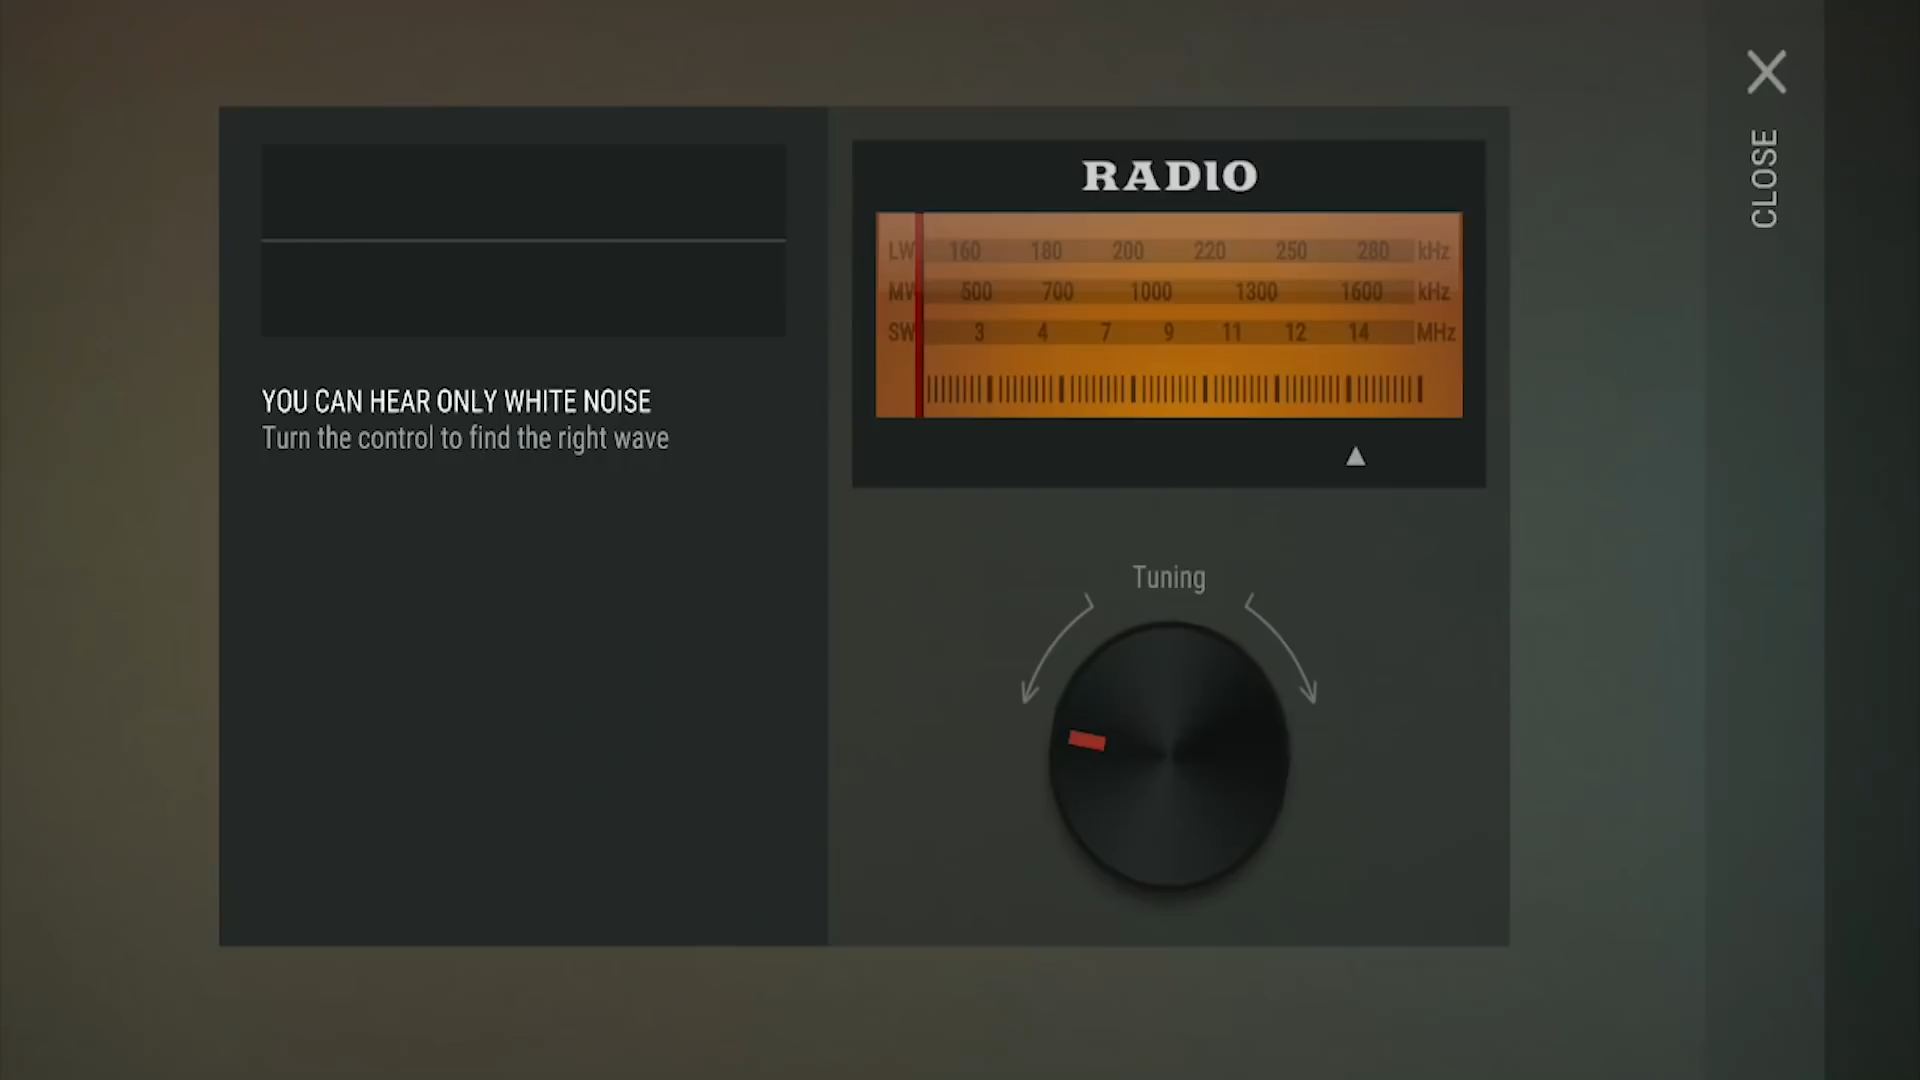 RADIO
LW 160 180 200 220 250 280 kHz
MW 500 700 1000 1300 1600 kHz
SW 3 4 7 9 11 12 14 MHz
YOU CAN HEAR ONLY WHITE NOISE
Turn the control to find the right wave
Tuning
CLOSE